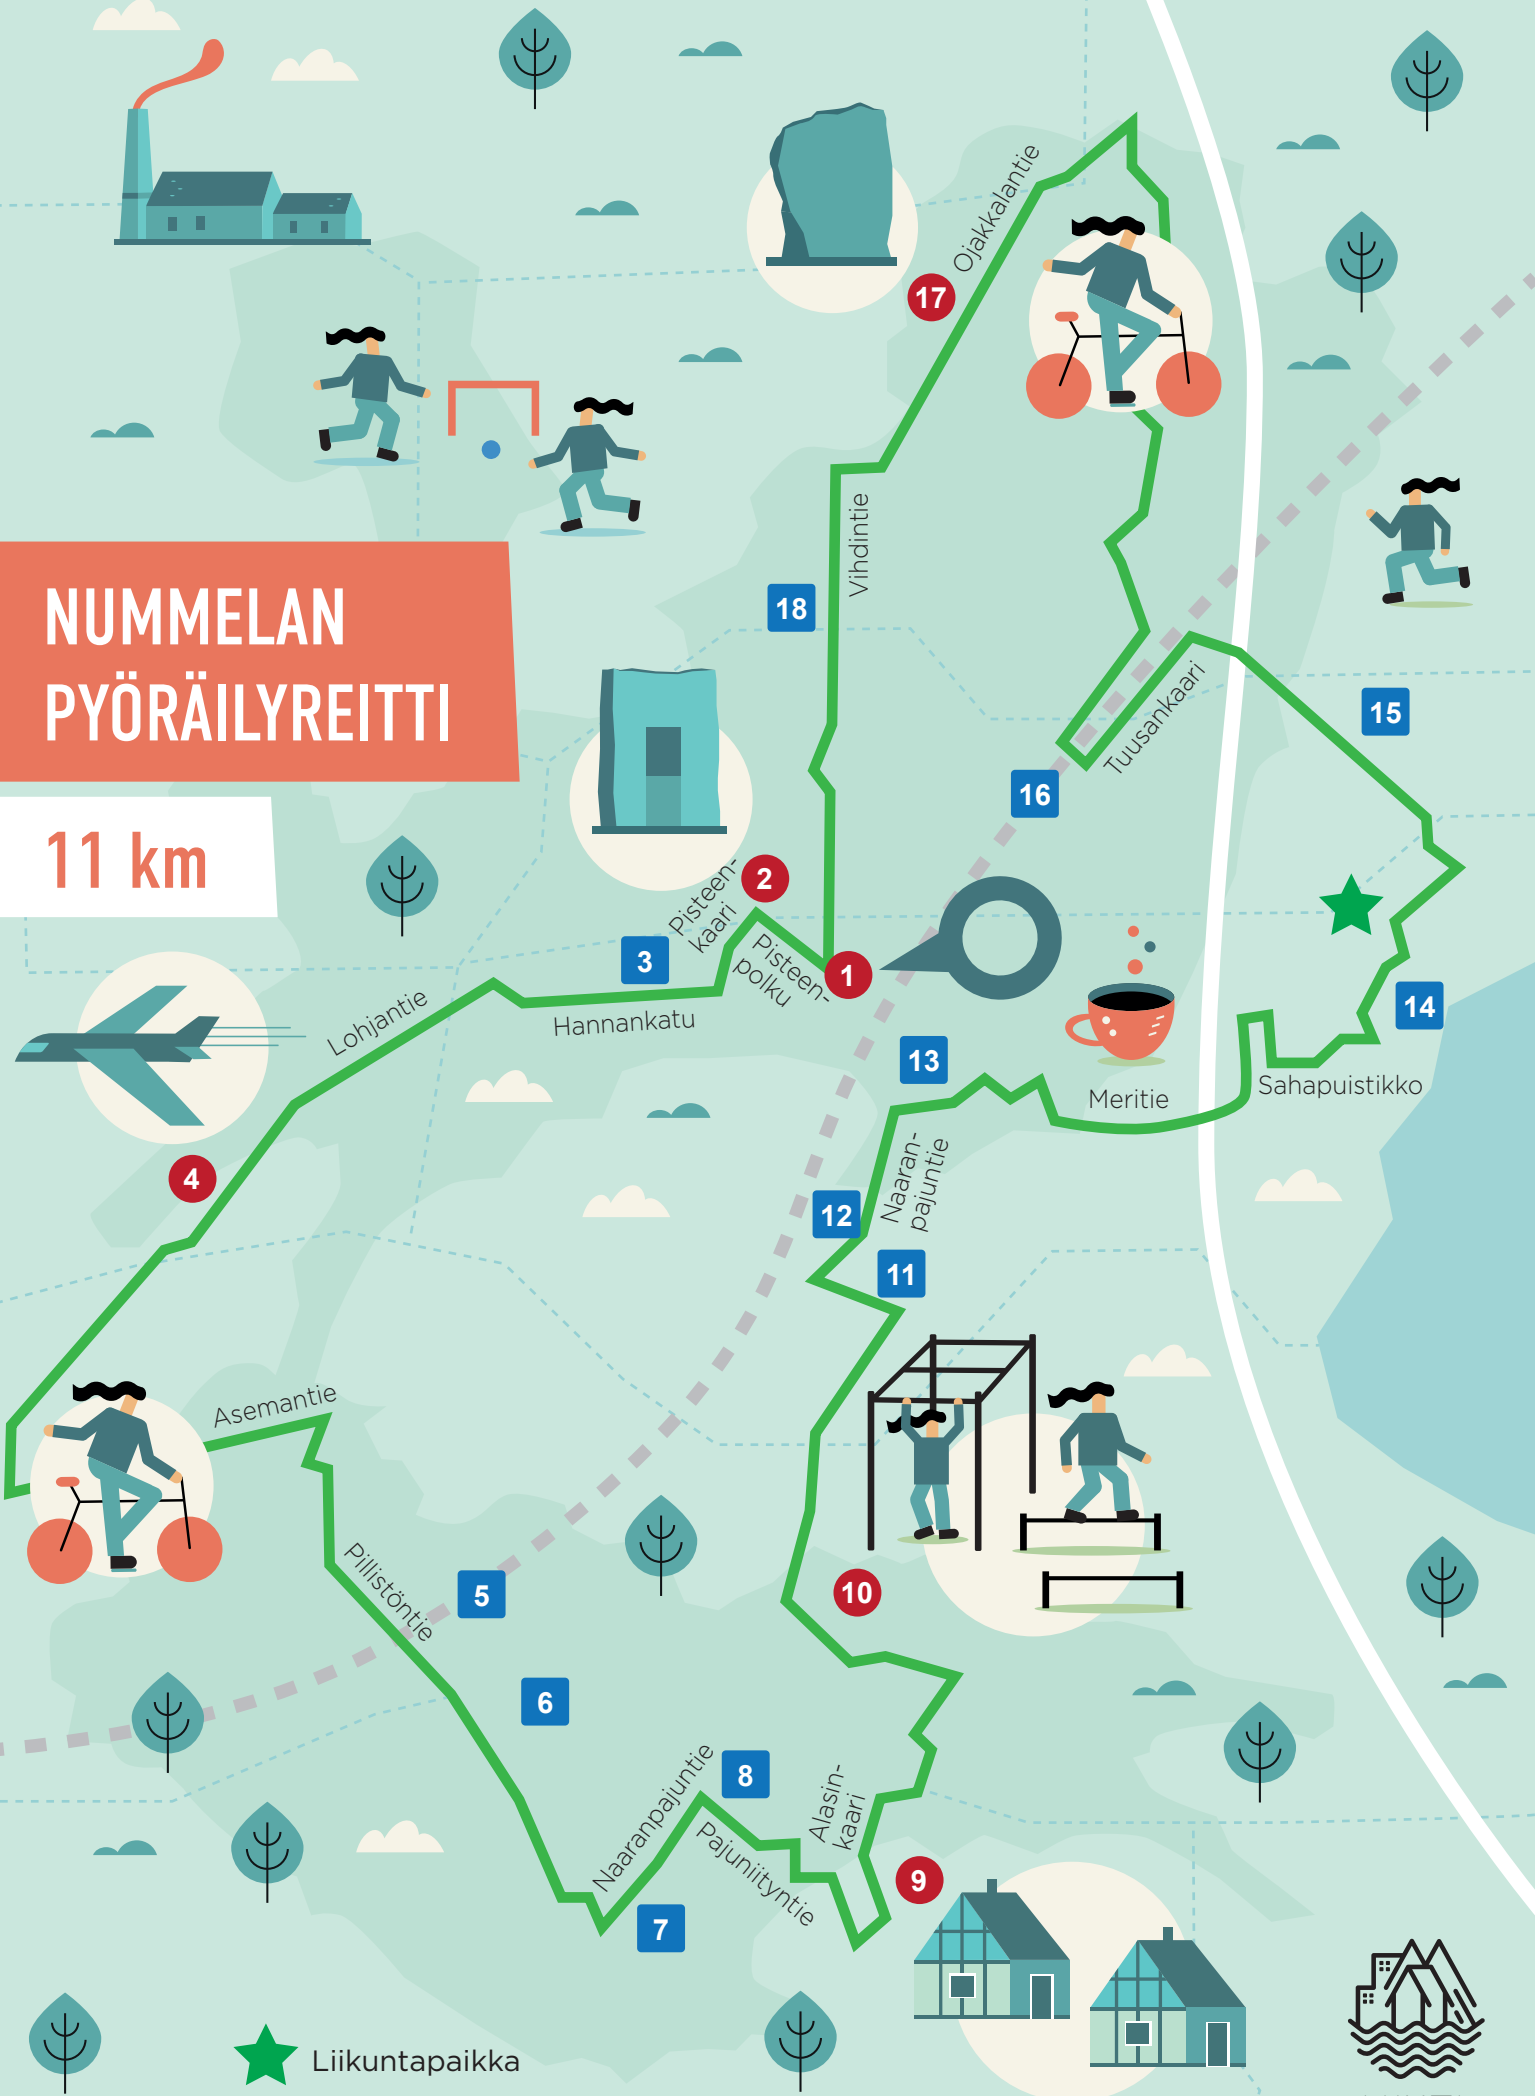 NUMMELAN
PYÖRÄILYREITTI
11 km
Ojakkalantie
17
Vihdintie
18
15
Tuusankaari
16
2
Pisteen-
kaari
3
Pisteen-
polku
1
Hannankatu
Lohjantie
4
14
13
Meritie
Sahapuistikko
Naaran-
pajuntie
12
11
Asemantie
Pillistöntie
5
10
6
Naaranpajuntie
8
Pajuniityntie
Alasin-
kaari
9
7
Liikuntapaikka